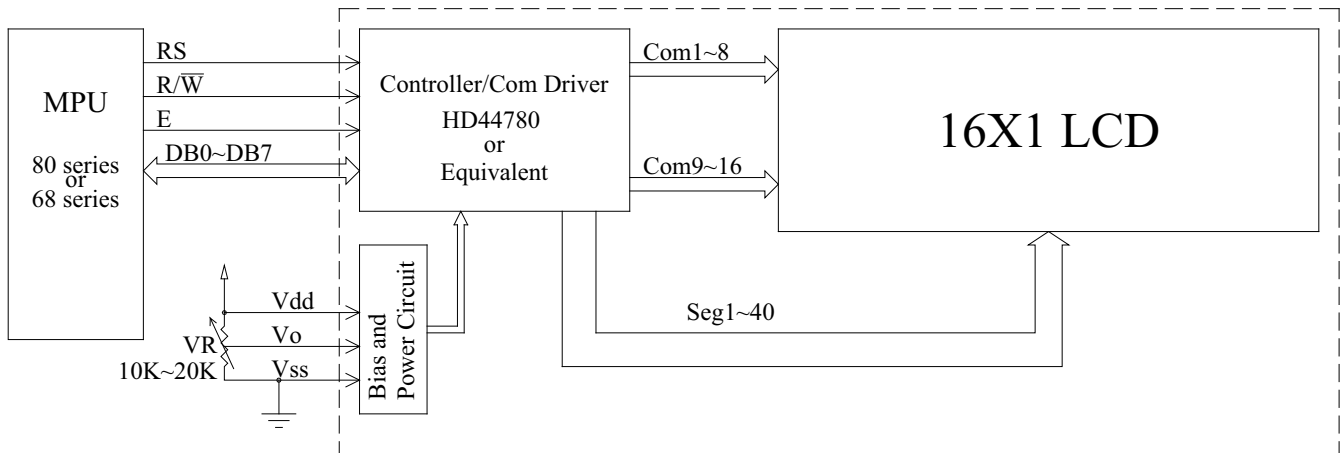 MPU
80 series
or
68 series
RS
R/W̅
E
DB0~DB7
Controller/Com Driver
HD44780
or
Equivalent
Com1~8
Com9~16
16X1 LCD
Vdd
Vo
Vss
VR
10K~20K
Bias and
Power Circuit
Seg1~40